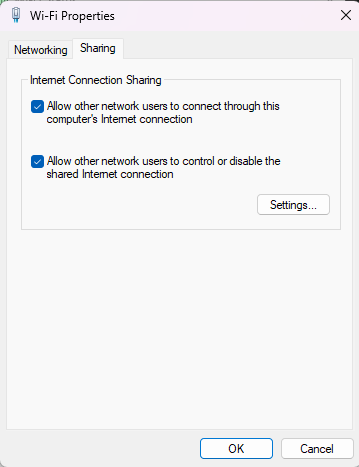 Wi-Fi Properties
Networking
Sharing
Internet Connection Sharing
Allow other network users to connect through this
computer's Internet connection
Allow other network users to control or disable the
shared Internet connection
Settings...
OK
Cancel